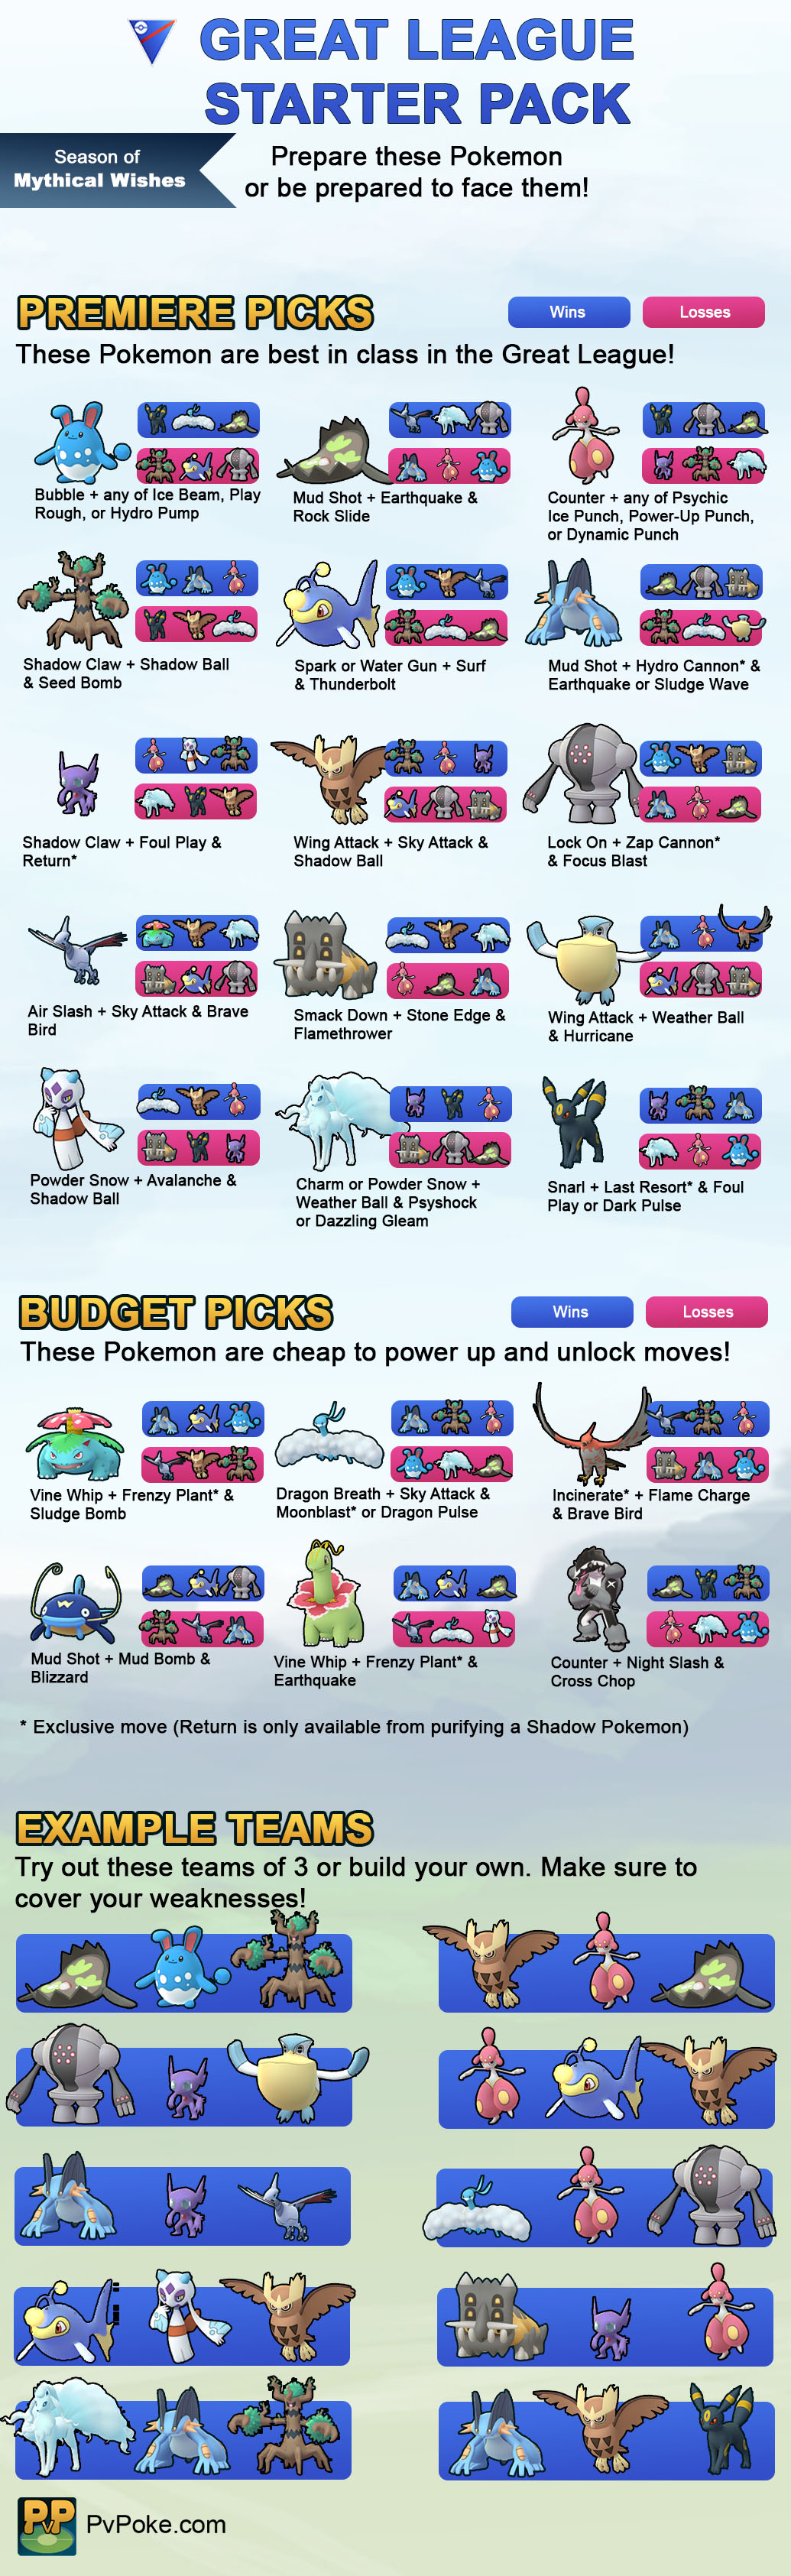 GREAT LEAGUE
STARTER PACK
Season of
Mythical Wishes
Prepare these Pokemon
or be prepared to face them!
PREMIERE PICKS
Wins
Losses
These Pokemon are best in class in the Great League!
Bubble + any of Ice Beam, Play
Rough, or Hydro Pump
Mud Shot + Earthquake &
Rock Slide
Counter + any of Psychic
Ice Punch, Power-Up Punch,
or Dynamic Punch
Shadow Claw + Shadow Ball
& Seed Bomb
Spark or Water Gun + Surf
& Thunderbolt
Mud Shot + Hydro Cannon* &
Earthquake or Sludge Wave
Shadow Claw + Foul Play &
Return*
Wing Attack + Sky Attack &
Shadow Ball
Lock On + Zap Cannon*
& Focus Blast
Air Slash + Sky Attack & Brave
Bird
Smack Down + Stone Edge &
Flamethrower
Wing Attack + Weather Ball
& Hurricane
Powder Snow + Avalanche &
Shadow Ball
Charm or Powder Snow +
Weather Ball & Psyshock
or Dazzling Gleam
Snarl + Last Resort* & Foul
Play or Dark Pulse
BUDGET PICKS
Wins
Losses
These Pokemon are cheap to power up and unlock moves!
Vine Whip + Frenzy Plant* &
Sludge Bomb
Dragon Breath + Sky Attack &
Moonblast* or Dragon Pulse
Incinerate* + Flame Charge
& Brave Bird
Mud Shot + Mud Bomb &
Blizzard
Vine Whip + Frenzy Plant* &
Earthquake
Counter + Night Slash &
Cross Chop
* Exclusive move (Return is only available from purifying a Shadow Pokemon)
EXAMPLE TEAMS
Try out these teams of 3 or build your own. Make sure to
cover your weaknesses!
PvP
PvPoke.com